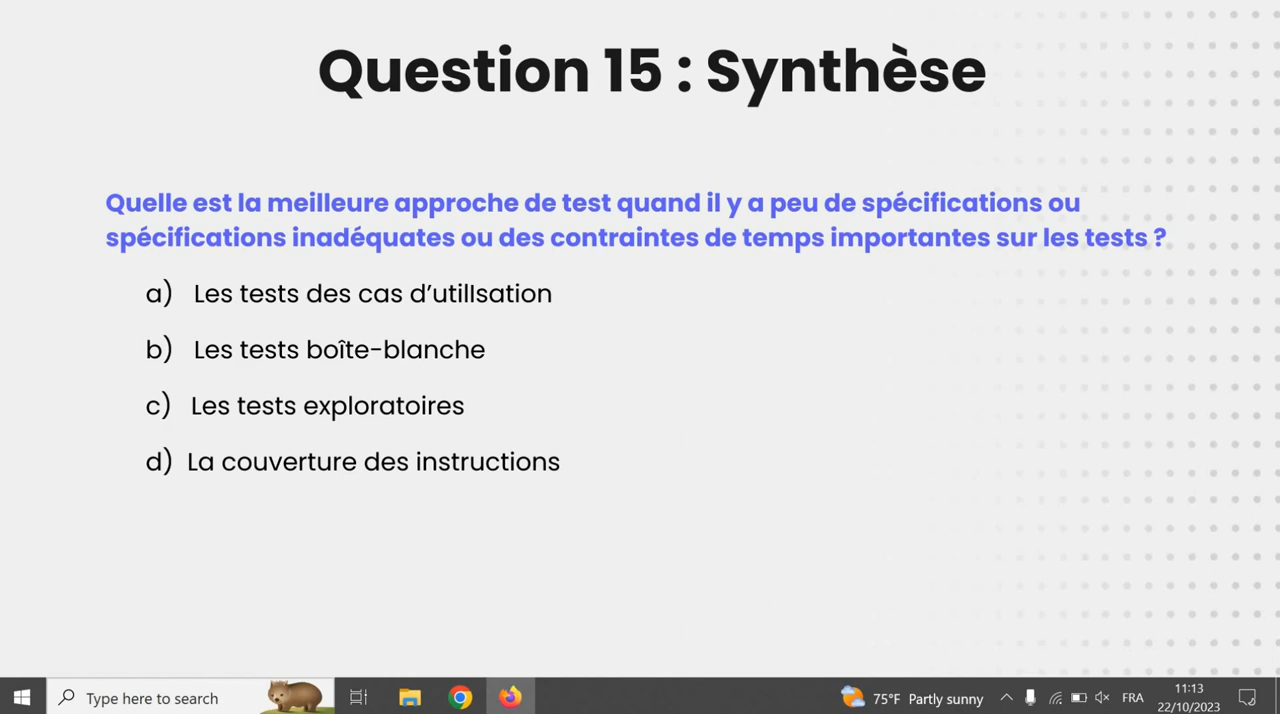 Question 15 : Synthèse
Quelle est la meilleure approche de test quand il y a peu de spécifications ou
spécifications inadéquates ou des contraintes de temps importantes sur les tests ?
a) Les tests des cas d’utilIsation
b) Les tests boîte-blanche
c) Les tests exploratoires
d) La couverture des instructions
Type here to search
75°F Partly sunny
FRA
11:13
22/10/2023